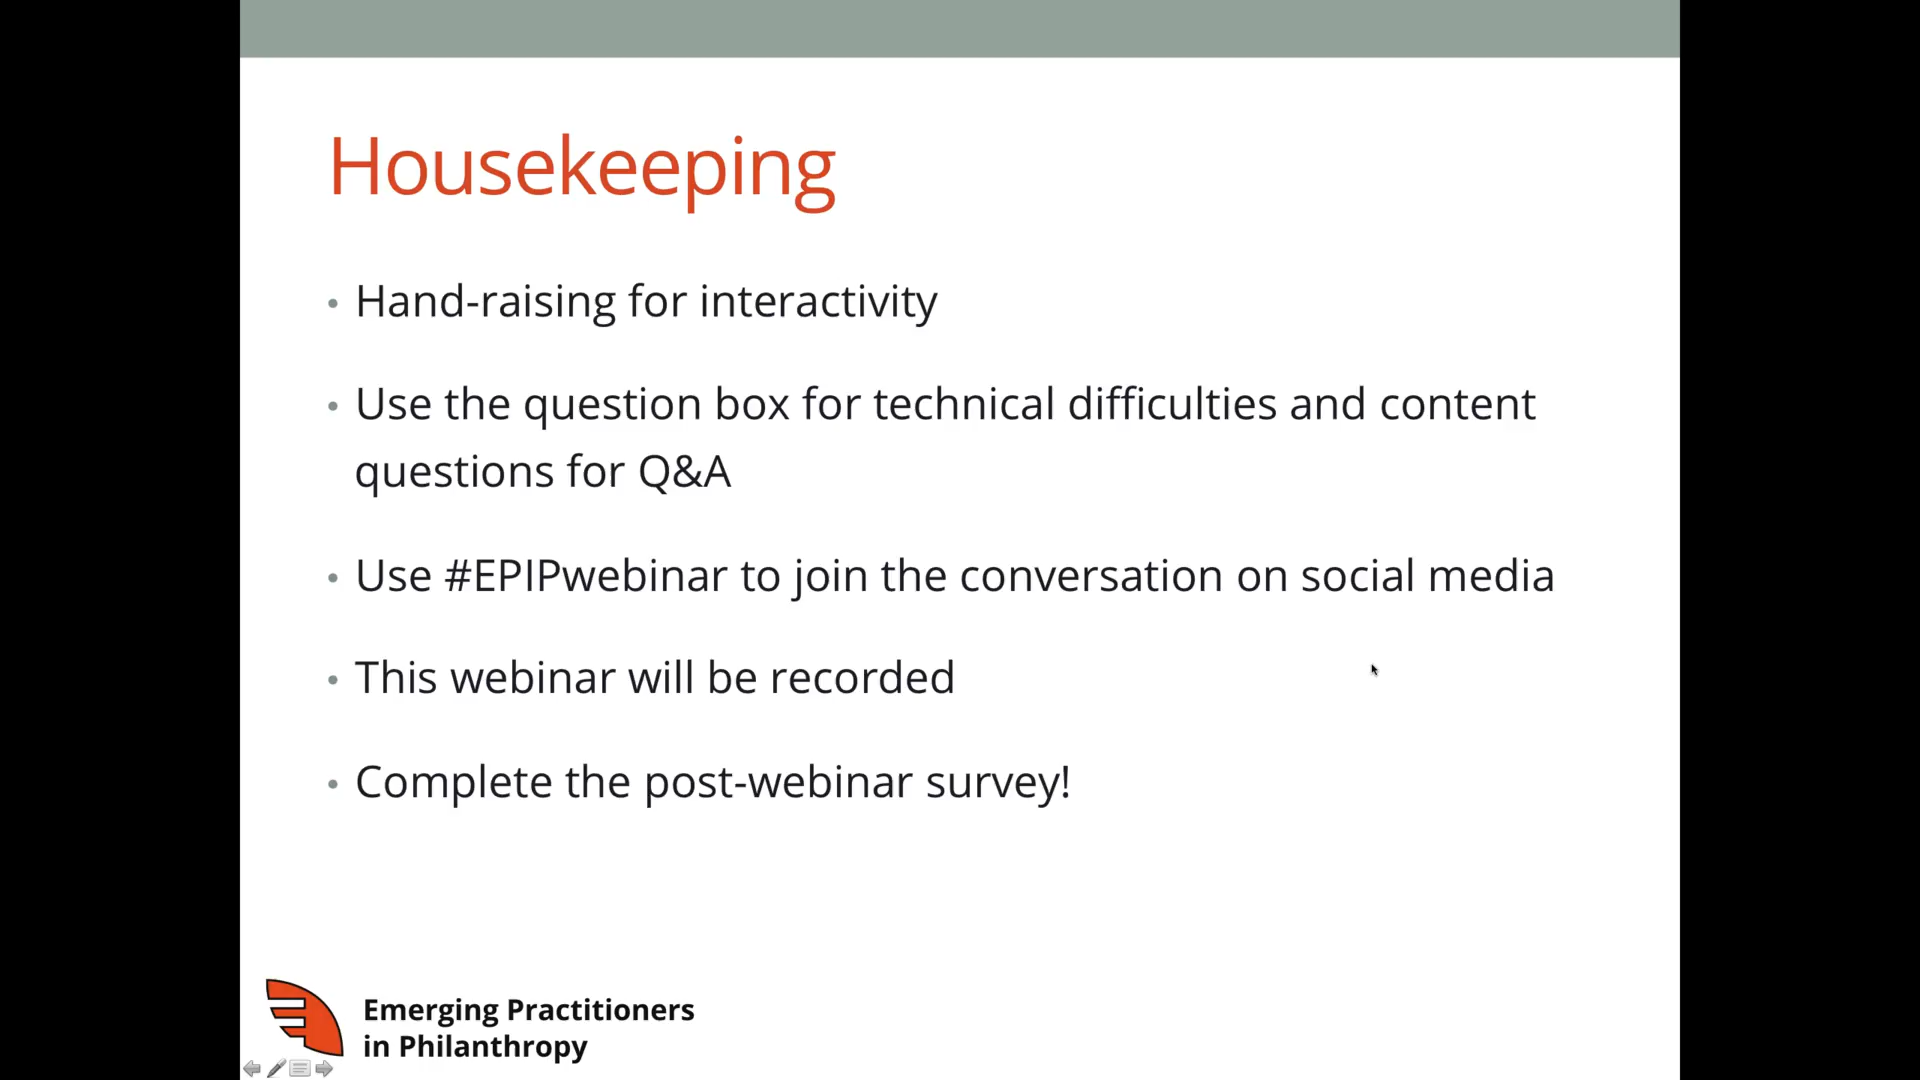 Housekeeping
• Hand-raising for interactivity
• Use the question box for technical difficulties and content
questions for Q&A
• Use #EPIPwebinar to join the conversation on social media
• This webinar will be recorded
• Complete the post-webinar survey!
Emerging Practitioners
in Philanthropy